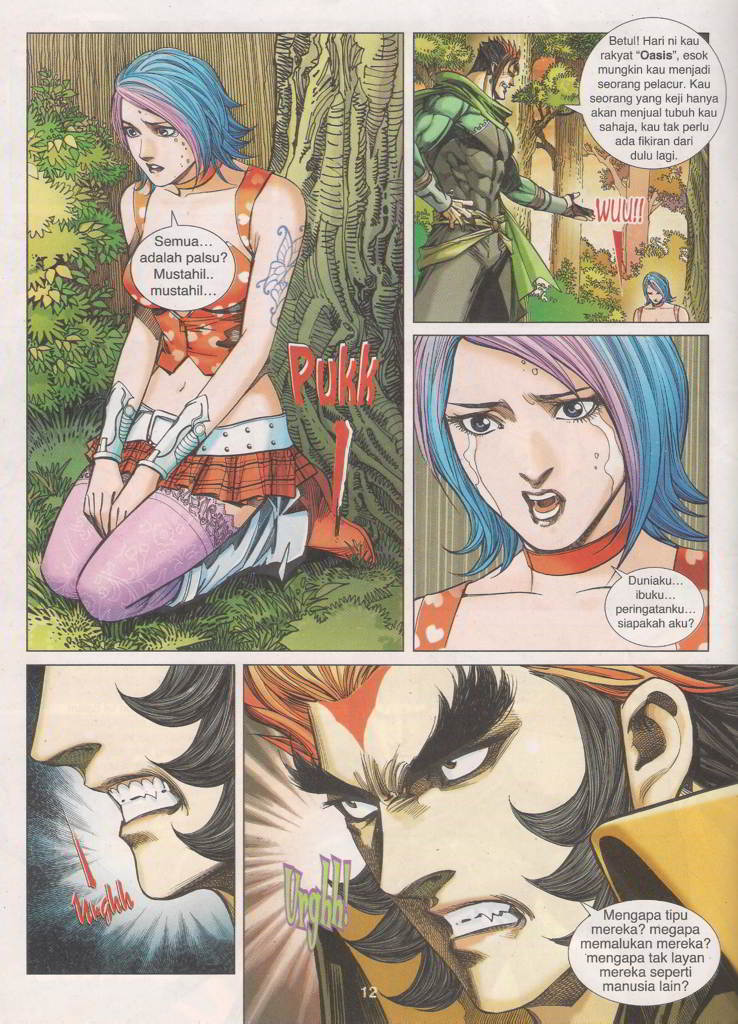 Semua...
adalah palsu?
Mustahil..
mustahil...
PUKK
!
Betul! Hari ni kau
rakyat "Oasis", esok
mungkin kau menjadi
seorang pelacur. Kau
seorang yang keji hanya
akan menjual tubuh kau
sahaja, kau tak perlu
ada fikiran dari
dulu lagi.
WUU!!
Duniaku...
ibuku...
peringatanku...
siapakah aku?
Urghh!
Mengapa tipu
mereka? megapa
memalukan mereka?
mengapa tak layan
mereka seperti
manusia lain?
12